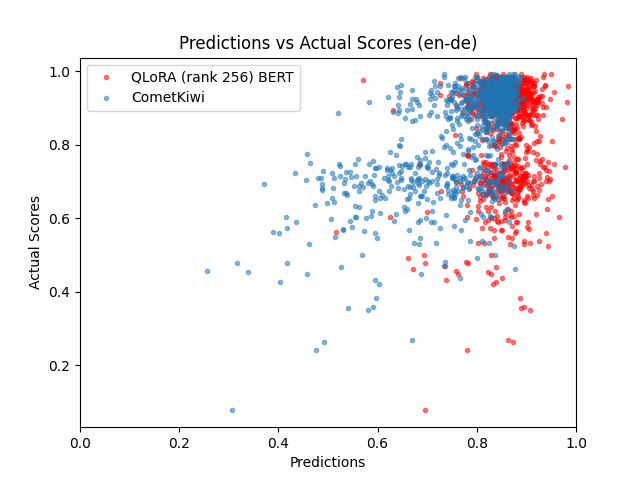 Predictions vs Actual Scores (en-de)
QLoRA (rank 256) BERT
CometKiwi
Actual Scores
1.0
0.8
0.6
0.4
0.2
0.0 0.2 0.4 0.6 0.8 1.0
Predictions